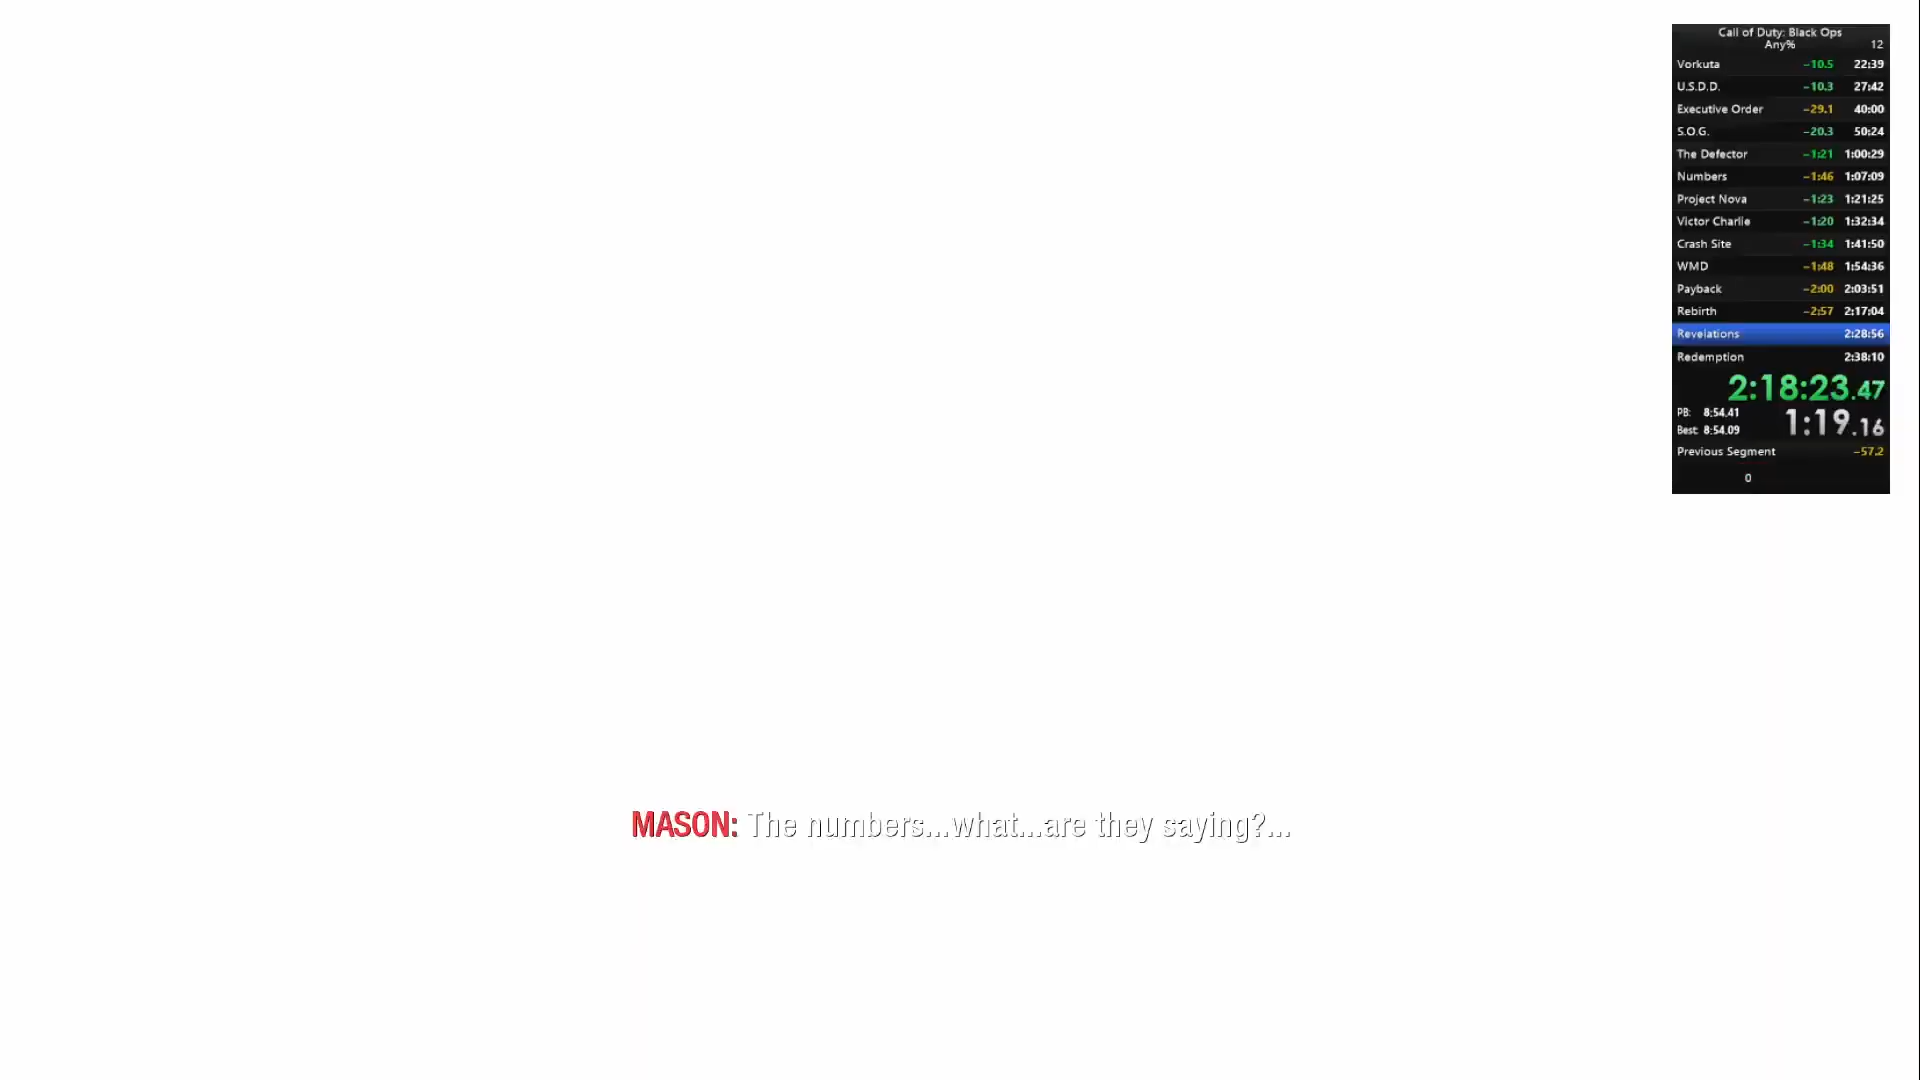 Call of Duty: Black Ops
Any% 12
Vorkuta -10.5 22:39
U.S.D.D. -10.3 27:42
Executive Order -29.1 40:00
S.O.G. -20.3 50:24
The Defector -1:21 1:00:29
Numbers -1:46 1:07:09
Project Nova -1:23 1:21:25
Victor Charlie -1:20 1:32:34
Crash Site -1:34 1:41:50
WMD -1:48 1:54:36
Payback -2:00 2:03:51
Rebirth -2:57 2:17:04
Revelations 2:28:56
Redemption 2:38:10
2:18:23.47
PB: 8:54.41 1:19.16
Best: 8:54.09
Previous Segment -57.2
0
MASON: The numbers...what...are they saying?...